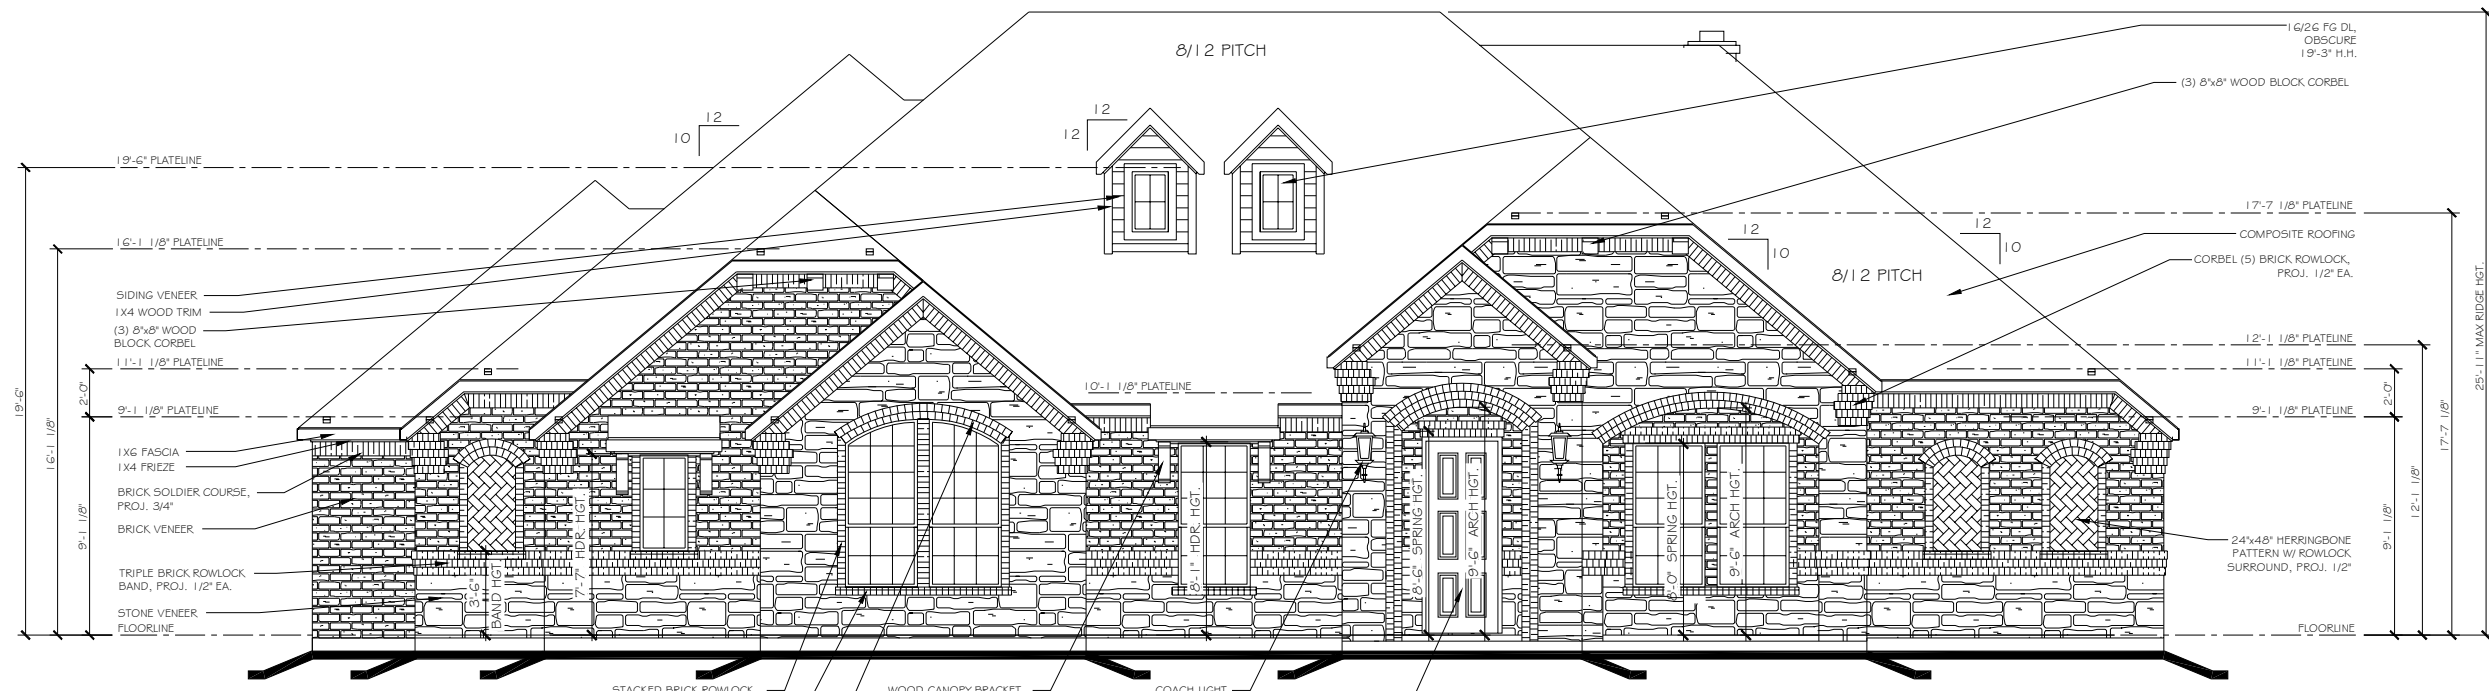 8/12 PITCH
16/26 FG DL,
OBSCURE
19'-3" H.H.
(3) 8"x8" WOOD BLOCK CORBEL
12
10
12
12
19'-6" PLATELINE
17'-7 1/8" PLATELINE
16'-1 1/8" PLATELINE
12
10
12
10
COMPOSITE ROOFING
CORBEL (5) BRICK ROWLOCK,
PROJ. 1/2" EA.
8/12 PITCH
SIDING VENEER
1X4 WOOD TRIM
(3) 8"x8" WOOD
BLOCK CORBEL
12'-1 1/8" PLATELINE
11'-1 1/8" PLATELINE
11'-1 1/8" PLATELINE
10'-1 1/8" PLATELINE
9'-1 1/8" PLATELINE
9'-1 1/8" PLATELINE
19'-6"
16'-1 1/8"
2'-0"
9'-1 1/8"
1X6 FASCIA
1X4 FRIEZE
BRICK SOLDIER COURSE,
PROJ. 3/4"
BRICK VENEER
TRIPLE BRICK ROWLOCK
BAND, PROJ. 1/2" EA.
STONE VENEER
FLOORLINE
3'-6"
BAND HGT.
7'-7" HDR. HGT.
8'-1" HDR. HGT.
8'-6" SPRING HGT.
9'-6" ARCH HGT.
8'-0" SPRING HGT.
9'-6" ARCH HGT.
24"x48" HERRINGBONE
PATTERN W/ ROWLOCK
SURROUND, PROJ. 1/2"
FLOORLINE
2'-0"
9'-1 1/8"
12'-1 1/8"
17'-7 1/8"
25'-11" MAX RIDGE HGT.
STACKED BRICK ROWLOCK
WOOD CANOPY BRACKET
COACH LIGHT